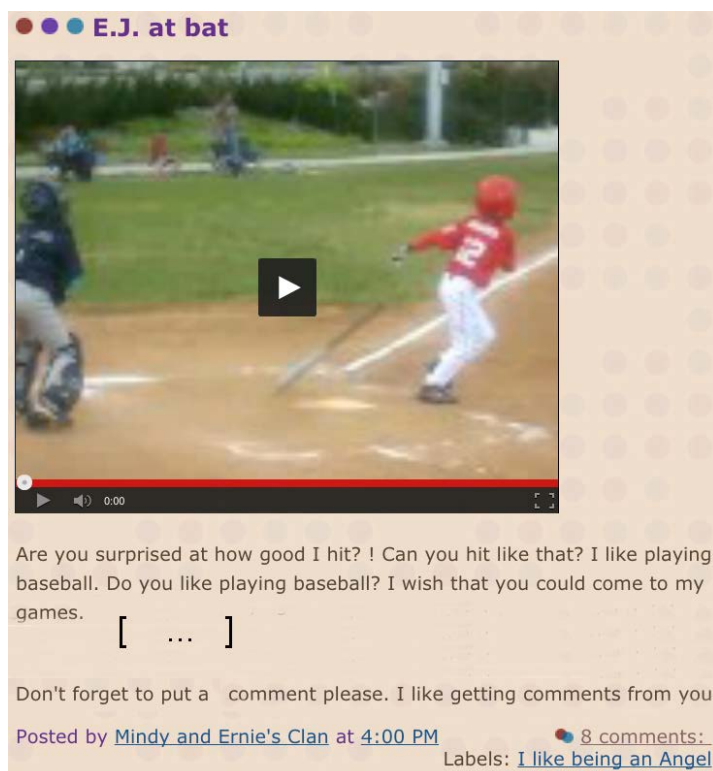 E.J. at bat
12
0:00
Are you surprised at how good I hit? ! Can you hit like that? I like playing
baseball. Do you like playing baseball? I wish that you could come to my
games.
[ ... ]
Don't forget to put a comment please. I like getting comments from you
Posted by Mindy and Ernie's Clan at 4:00 PM
8 comments:
Labels: I like being an Angel